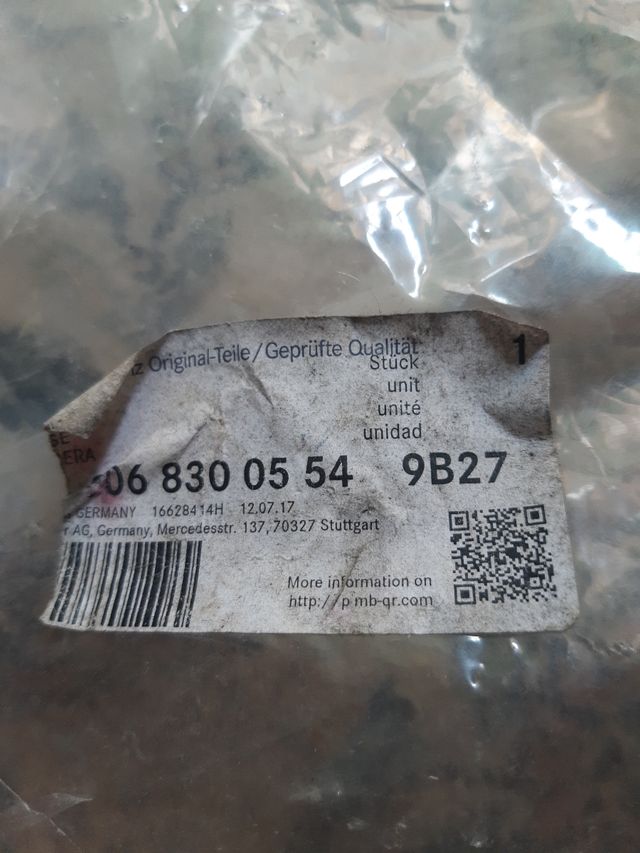 Original-Teile/Geprüfte Qualität
1
Stück
unit
unité
unidad
06 830 05 54 9B27
GERMANY 16628414H 12.07.17
AG, Germany, Mercedesstr. 137, 70327 Stuttgart
More information on
http://p.mb-qr.com